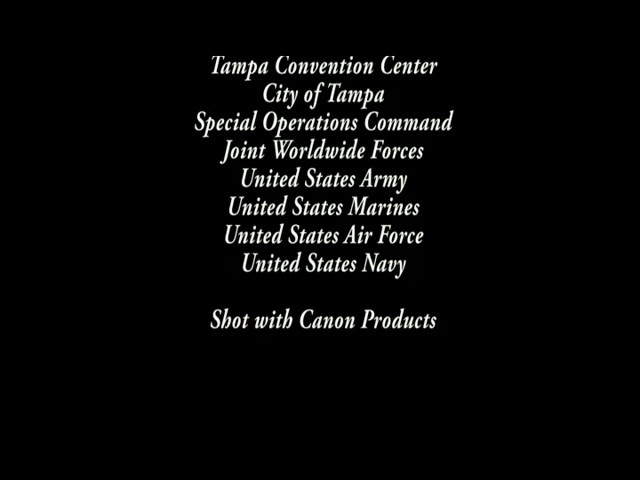 Tampa Convention Center
City of Tampa
Special Operations Command
Joint Worldwide Forces
United States Army
United States Marines
United States Air Force
United States Navy
Shot with Canon Products